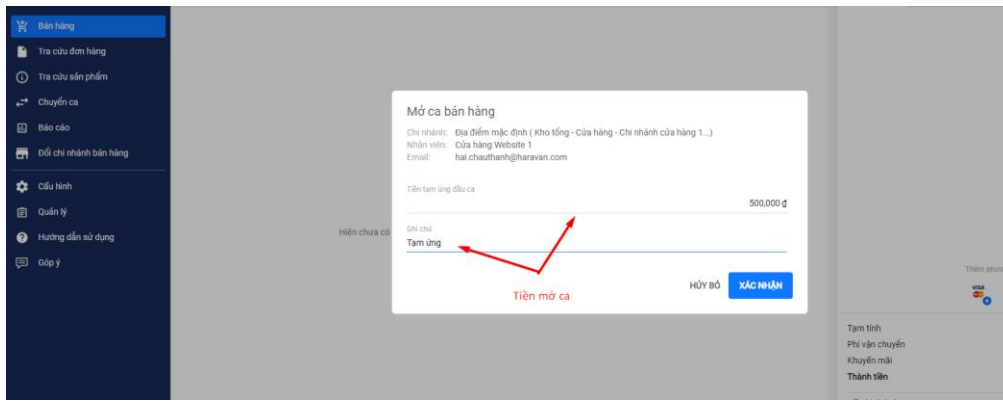 Bán hàng
Tra cứu đơn hàng
Tra cứu sản phẩm
Chuyển ca
Báo cáo
Đổi chi nhánh bán hàng
Cấu hình
Quản lý
Hướng dẫn sử dụng
Góp ý
Hiện chưa có
Mở ca bán hàng
Chi nhánh: Địa điểm mặc định ( Kho tổng - Cửa hàng - Chi nhánh cửa hàng 1...)
Nhân viên: Cửa hàng Website 1
Email: hai.chauthanh@haravan.com
Tiền tạm ứng đầu ca
500,000 ₫
Ghi chú
Tạm ứng
Tiền mở ca
HỦY BỎ XÁC NHẬN
Thêm
VISA
Tạm tính
Phí vận chuyển
Khuyến mãi
Thành tiền